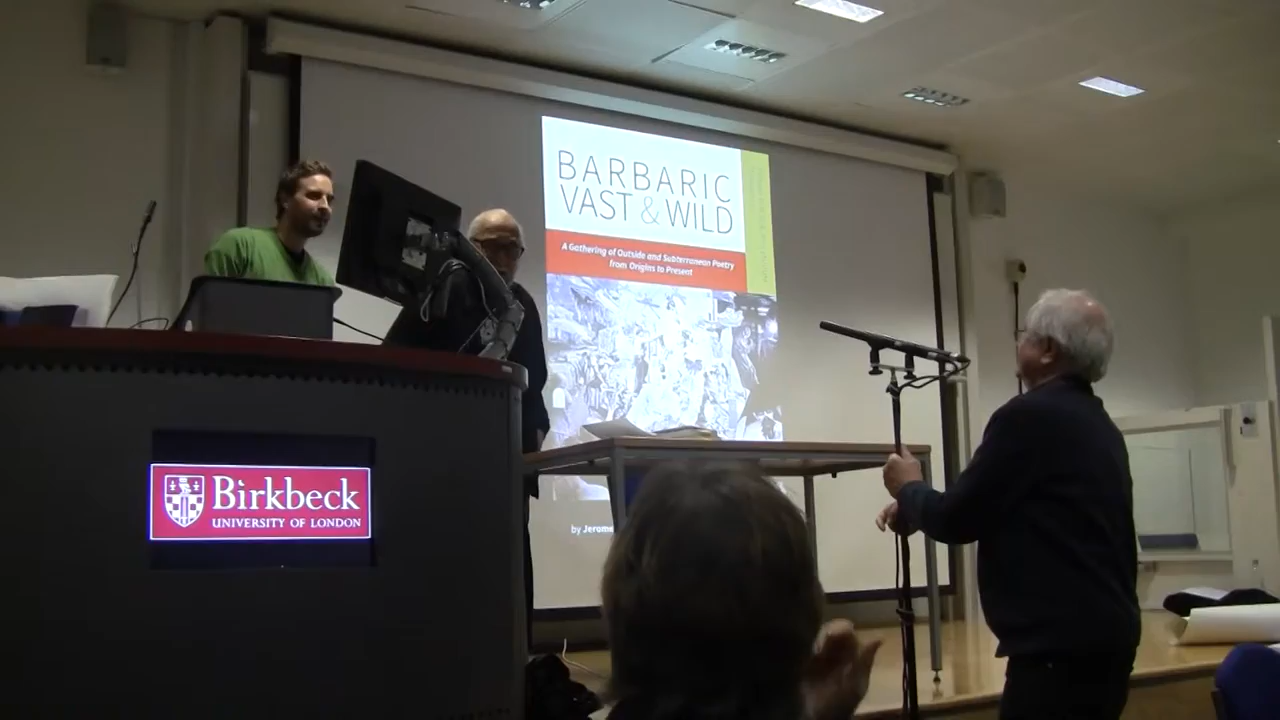 BARBARIC
VAST & WILD
A Gathering of Outside and Subterranean Poetry
from Origins to Present
by Jerome
Birkbeck
UNIVERSITY OF LONDON